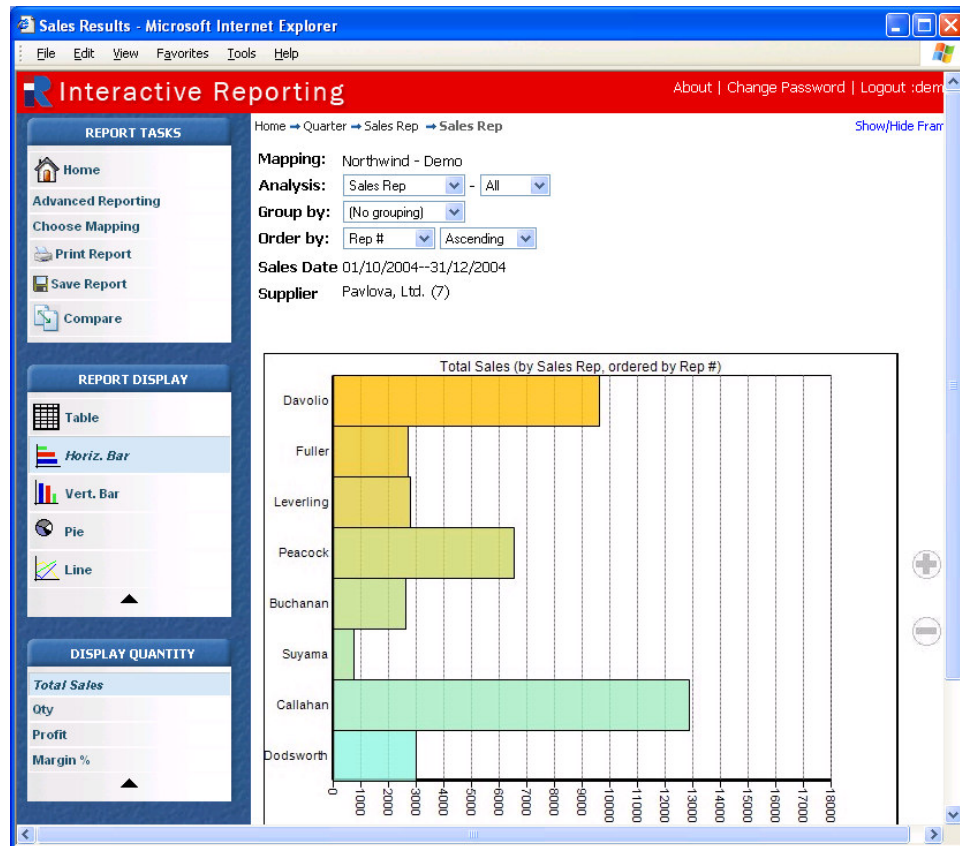 Sales Results - Microsoft Internet Explorer
File Edit View Favorites Tools Help
Interactive Reporting
About | Change Password | Logout :dem
REPORT TASKS
Home
Advanced Reporting
Choose Mapping
Print Report
Save Report
Compare
REPORT DISPLAY
Table
Horiz. Bar
Vert. Bar
Pie
Line
DISPLAY QUANTITY
Total Sales
Qty
Profit
Margin %
Home → Quarter → Sales Rep → Sales Rep
Show/Hide Fram
Mapping: Northwind - Demo
Analysis: Sales Rep - All
Group by: (No grouping)
Order by: Rep # Ascending
Sales Date 01/10/2004--31/12/2004
Supplier Pavlova, Ltd. (7)
Total Sales (by Sales Rep, ordered by Rep #)
Davolio
Fuller
Leverling
Peacock
Buchanan
Suyama
Callahan
Dodsworth
0 1000 2000 3000 4000 5000 6000 7000 8000 9000 10000 11000 12000 13000 14000 15000 16000 17000 18000